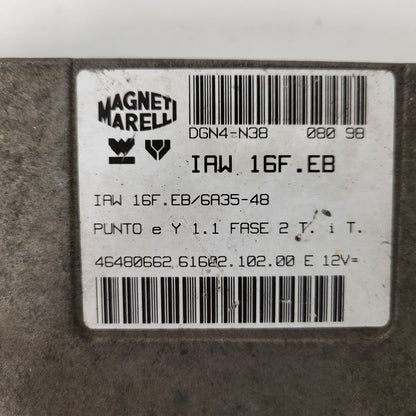 MAGNETI
MARELLI
DGN4-N38 080 98
IAW 16F.EB
IAW 16F.EB/6A35-48
PUNTO e Y 1.1 FASE 2 T. i T.
46480662 61602.102.00 E 12V=